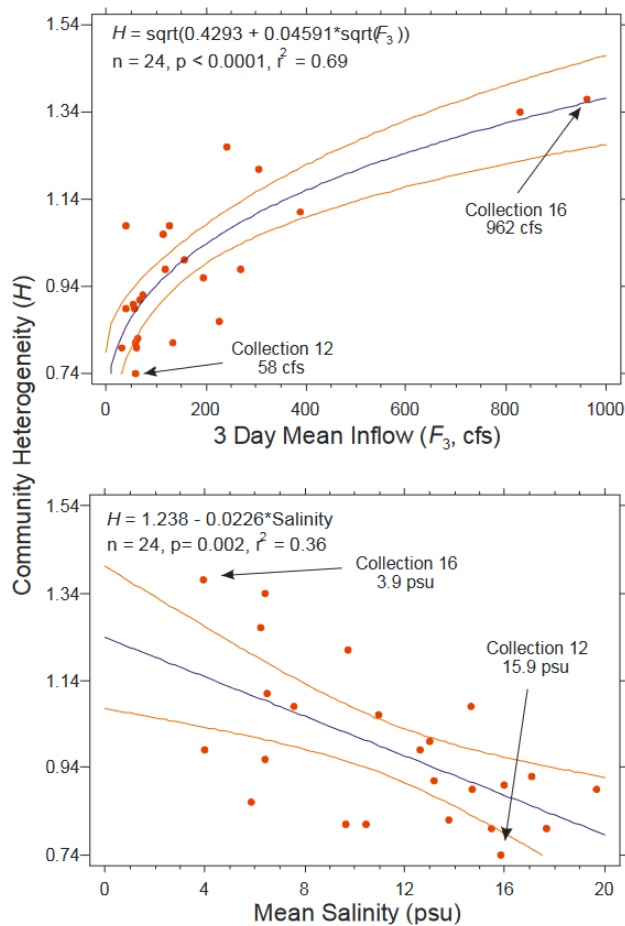 1.54
H = sqrt(0.4293 + 0.04591*sqrt(F3))
n = 24, p < 0.0001, r2 = 0.69
1.34
1.14
Collection 16
962 cfs
0.94
Collection 12
58 cfs
0.74
0 200 400 600 800 1000
3 Day Mean Inflow (F3, cfs)
Community Heterogeneity (H)
1.54
H = 1.238 - 0.0226*Salinity
n = 24, p= 0.002, r2 = 0.36
Collection 16
3.9 psu
1.34
Collection 12
15.9 psu
1.14
0.94
0.74
0 4 8 12 16 20
Mean Salinity (psu)